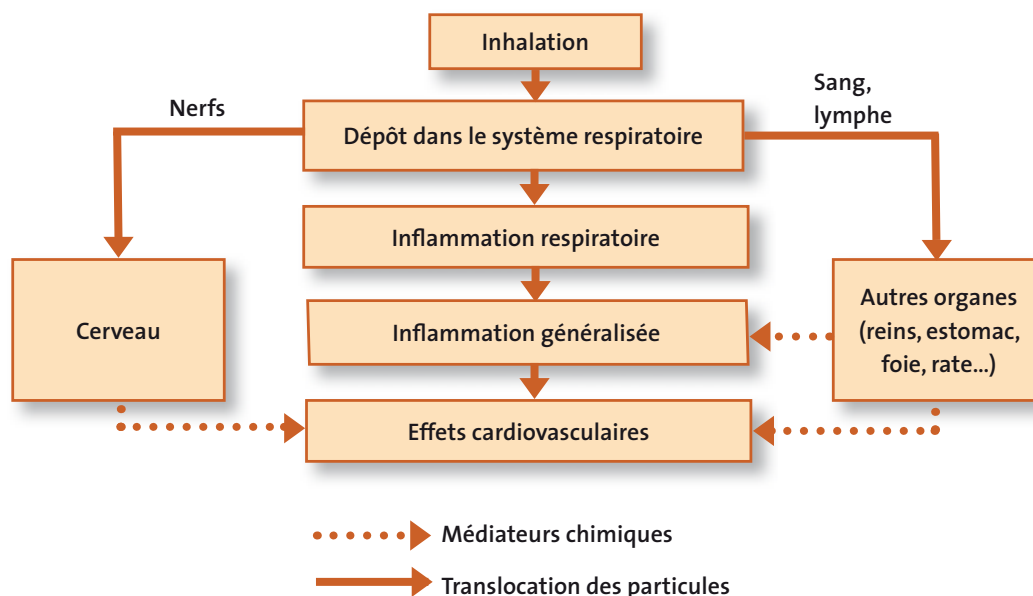 Inhalation
Nerfs
Sang,
lymphe
Dépôt dans le système respiratoire
Inflammation respiratoire
Cerveau
Autres organes
(reins, estomac,
foie, rate...)
Inflammation généralisée
Effets cardiovasculaires
Médiateurs chimiques
Translocation des particules